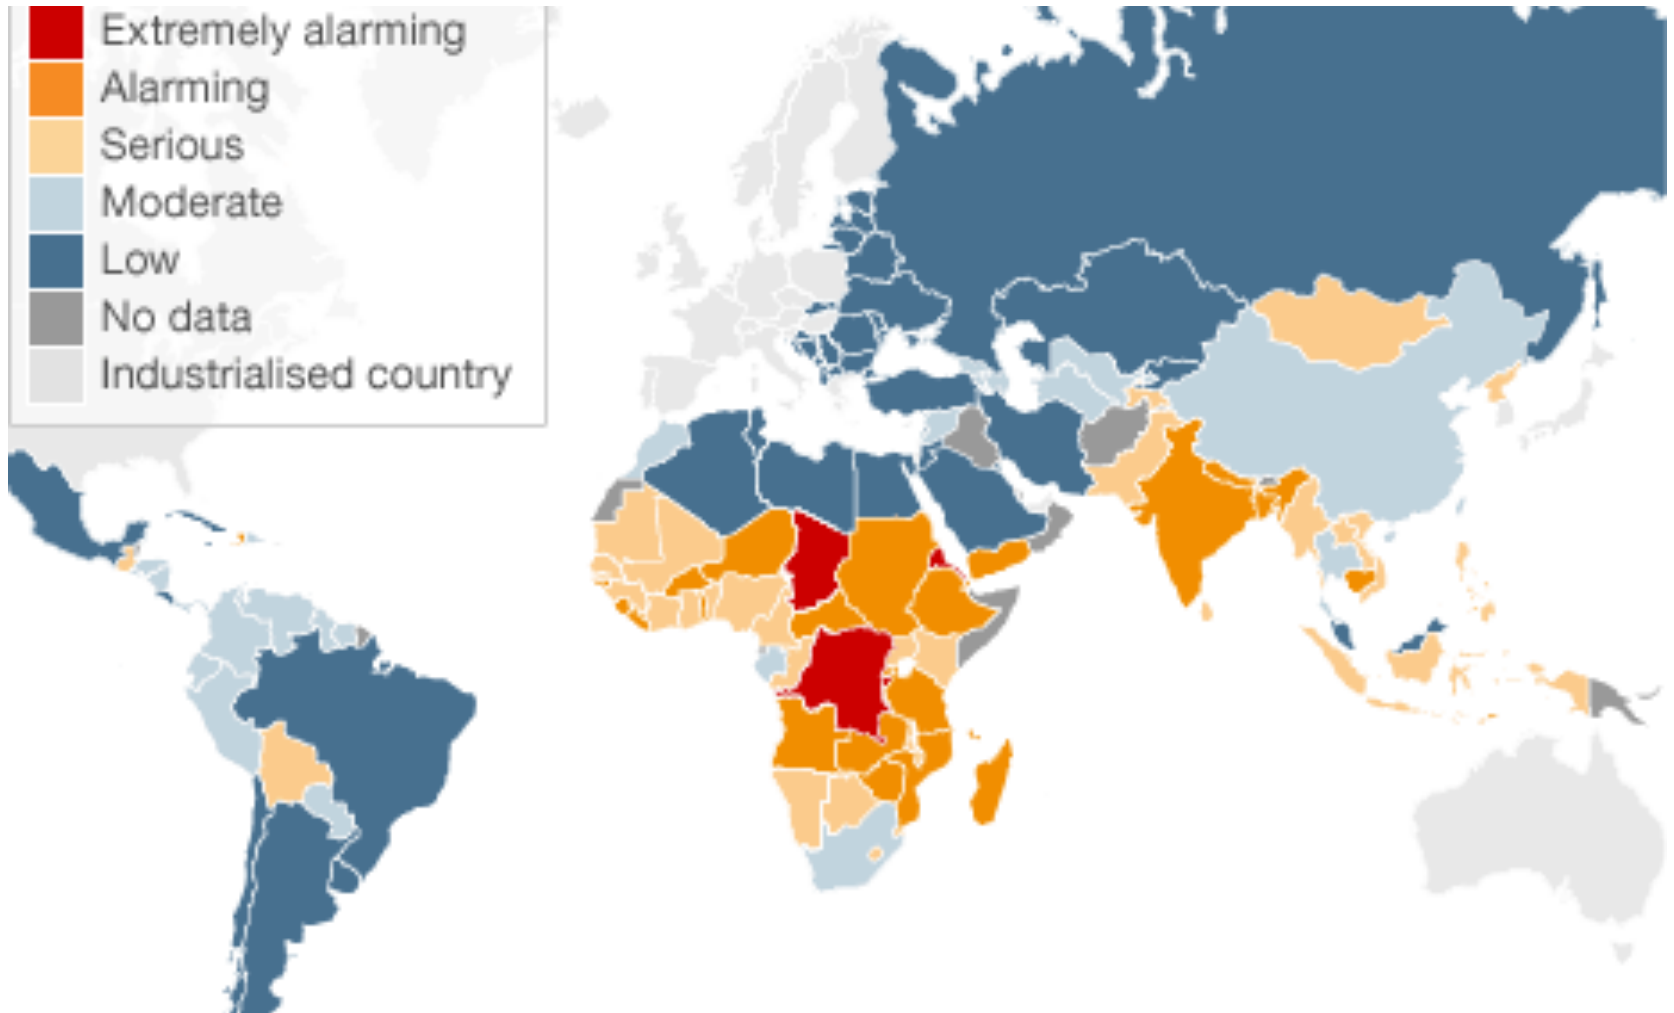 Extremely alarming
Alarming
Serious
Moderate
Low
No data
Industrialised country